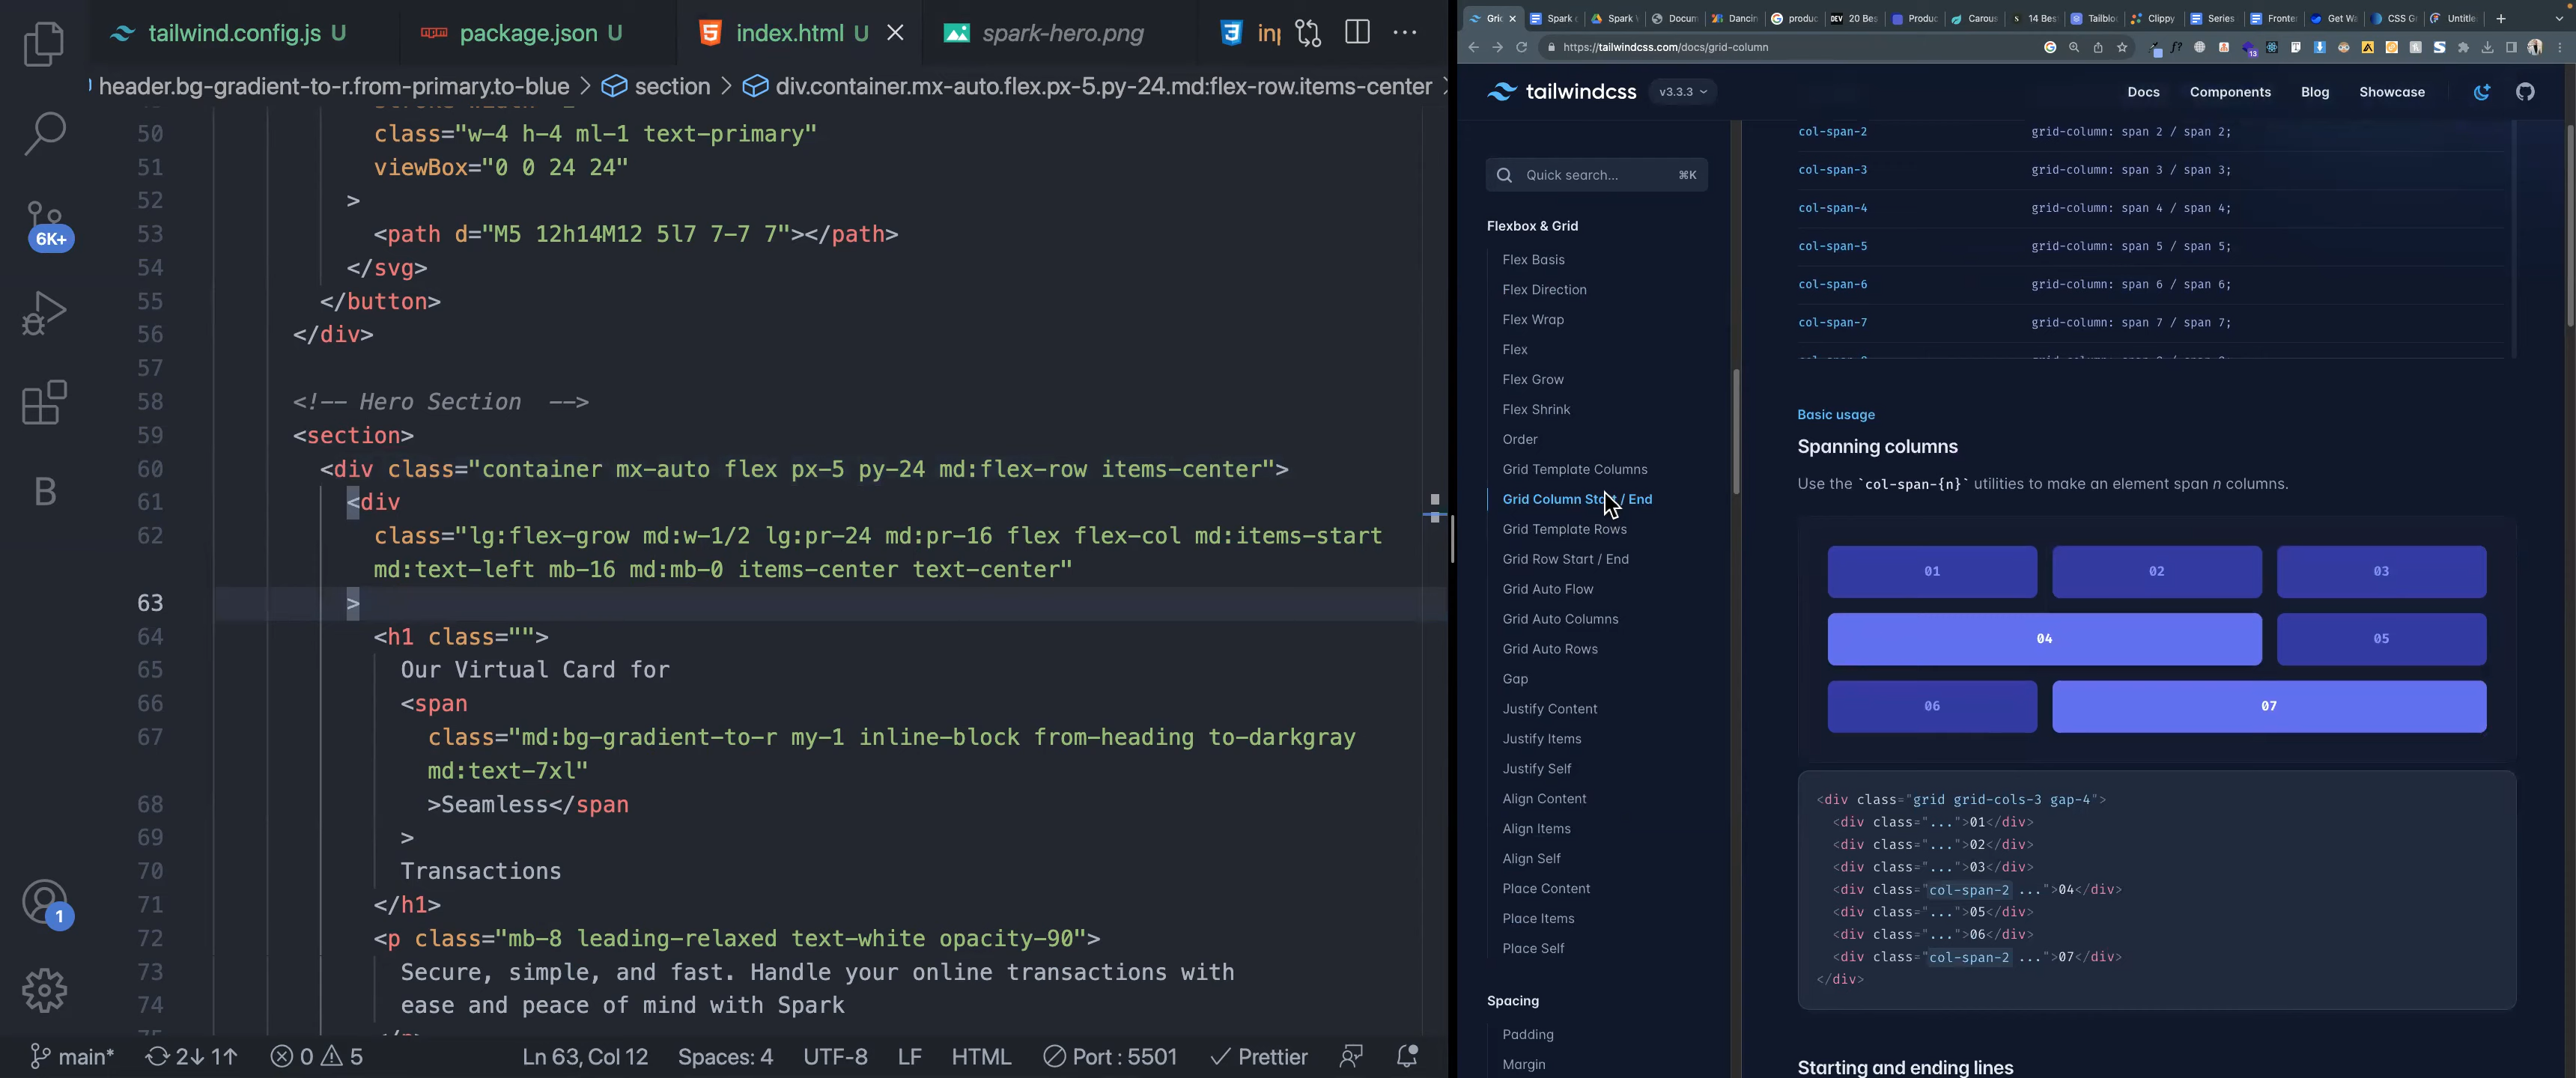 tailwind.config.js U
package.json U
index.html U
spark-hero.png
header.bg-gradient-to-r.from-primary.to-blue > section > div.container.mx-auto.flex.px-5.py-24.md:flex-row.items-center
50 class="w-4 h-4 ml-1 text-primary"
51 viewBox="0 0 24 24"
52 >
53 <path d="M5 12h14M12 5l7 7-7 7"></path>
54 </svg>
55 </button>
56 </div>
57
58 <!-- Hero Section -->
59 <section>
60 <div class="container mx-auto flex px-5 py-24 md:flex-row items-center">
61 <div
62 class="lg:flex-grow md:w-1/2 lg:pr-24 md:pr-16 flex flex-col md:items-start
md:text-left mb-16 md:mb-0 items-center text-center"
63 >
64 <h1 class="">
65 Our Virtual Card for
66 <span
67 class="md:bg-gradient-to-r my-1 inline-block from-heading to-darkgray
md:text-7xl"
68 >Seamless</span
69 >
70 Transactions
71 </h1>
72 <p class="mb-8 leading-relaxed text-white opacity-90">
73 Secure, simple, and fast. Handle your online transactions with
74 ease and peace of mind with Spark
6K+
B
1
main*
2↓ 1↑
0
5
Ln 63, Col 12
Spaces: 4
UTF-8
LF
HTML
Port : 5501
Prettier
Spark
Spark
Docum
Dancin
produc
20 Bes
Produc
Carous
14 Bes
Tailblo
Clippy
Series
Fronte
Get W
CSS G
Untitle
https://tailwindcss.com/docs/grid-column
13
tailwindcss
v3.3.3
Docs
Components
Blog
Showcase
Quick search...
⌘K
Flexbox & Grid
Flex Basis
Flex Direction
Flex Wrap
Flex
Flex Grow
Flex Shrink
Order
Grid Template Columns
Grid Column Start / End
Grid Template Rows
Grid Row Start / End
Grid Auto Flow
Grid Auto Columns
Grid Auto Rows
Gap
Justify Content
Justify Items
Justify Self
Align Content
Align Items
Align Self
Place Content
Place Items
Place Self
Spacing
Padding
Margin
col-span-2 grid-column: span 2 / span 2;
col-span-3 grid-column: span 3 / span 3;
col-span-4 grid-column: span 4 / span 4;
col-span-5 grid-column: span 5 / span 5;
col-span-6 grid-column: span 6 / span 6;
col-span-7 grid-column: span 7 / span 7;
Basic usage
Spanning columns
Use the `col-span-{n}` utilities to make an element span n columns.
01 02 03
04 05
06 07
<div class="grid grid-cols-3 gap-4">
<div class="...">01</div>
<div class="...">02</div>
<div class="...">03</div>
<div class="col-span-2 ...">04</div>
<div class="...">05</div>
<div class="...">06</div>
<div class="col-span-2 ...">07</div>
</div>
Starting and ending lines